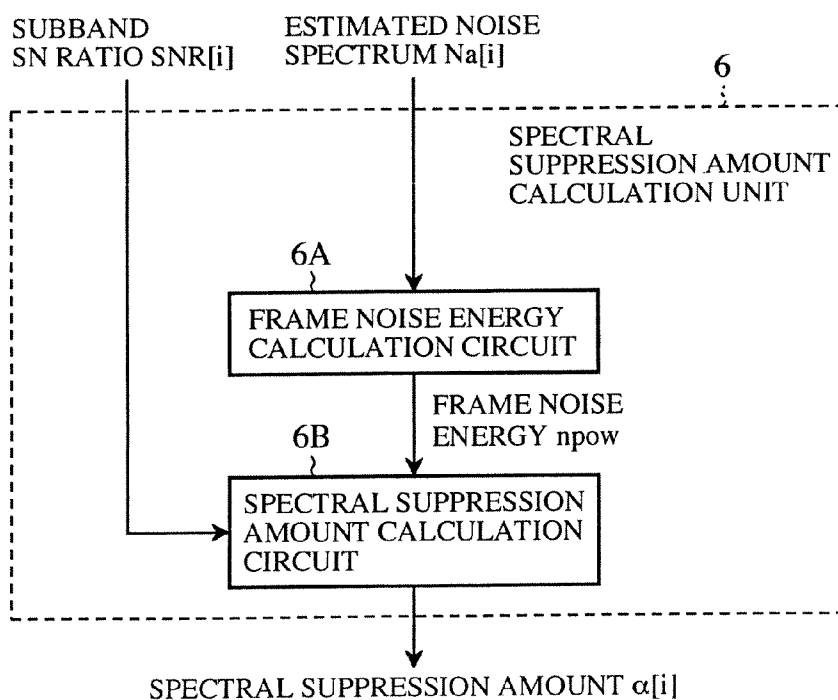 SUBBAND
SN RATIO SNR[i]
ESTIMATED NOISE
SPECTRUM Na[i]
6
SPECTRAL
SUPPRESSION AMOUNT
CALCULATION UNIT
6A
FRAME NOISE ENERGY
CALCULATION CIRCUIT
FRAME NOISE
ENERGY npow
6B
SPECTRAL SUPPRESSION
AMOUNT CALCULATION
CIRCUIT
SPECTRAL SUPPRESSION AMOUNT α[i]